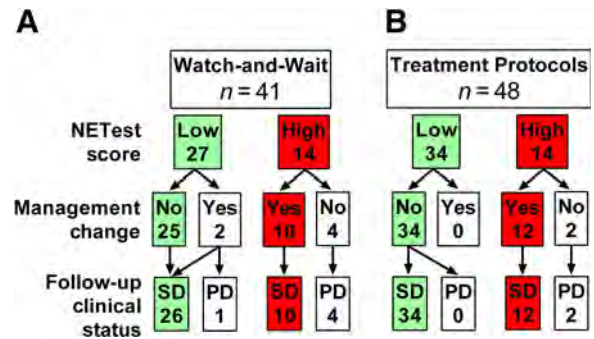 A
B
Watch-and-Wait
n = 41
Treatment Protocols
n = 48
NETest score
Low 27
High 14
Low 34
High 14
Management change
No 25
Yes 2
Yes 10
No 4
No 34
Yes 0
Yes 12
No 2
Follow-up clinical status
SD 26
PD 1
SD 10
PD 4
SD 34
PD 0
SD 12
PD 2